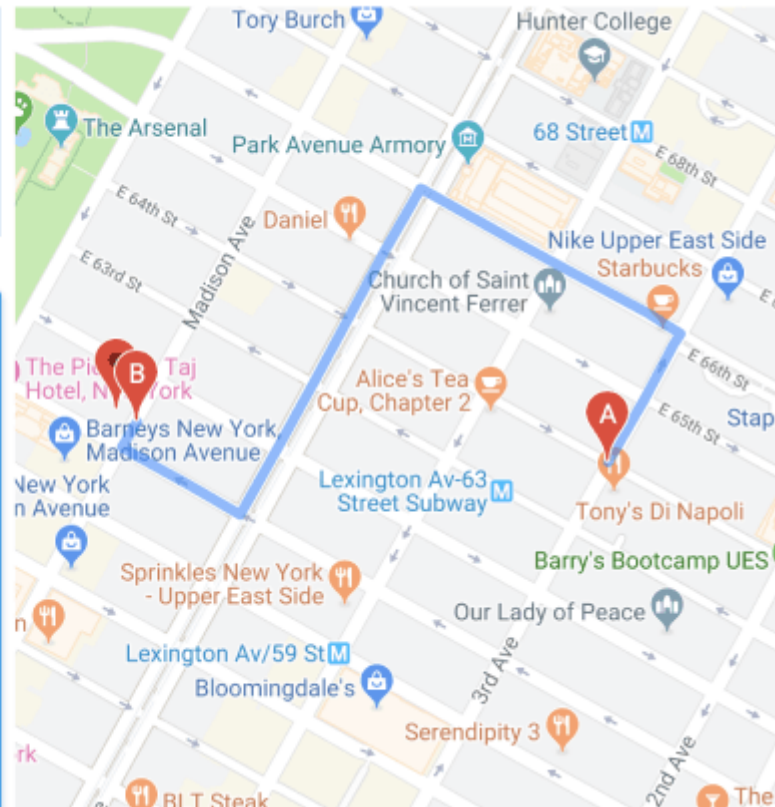 Tory Burch
Hunter College
The Arsenal
Park Avenue Armory
68 Street M
E 68th St
E 64th St
Daniel
Madison Ave
Nike Upper East Side
Starbucks
E 63rd St
Church of Saint
Vincent Ferrer
The Pie Taj
Hotel, N York
B
E 66th St
Alice's Tea
Cup, Chapter 2
A
E 65th St
Stap
Barneys New York,
Madison Avenue
New York
n Avenue
Lexington Av-63
Street Subway M
Tony's Di Napoli
Barry's Bootcamp UES
Sprinkles New York
- Upper East Side
n
Our Lady of Peace
Lexington Av/59 St M
3rd Ave
Bloomingdale's
Serendipity 3
rk
2nd Ave
BLT Steak
The